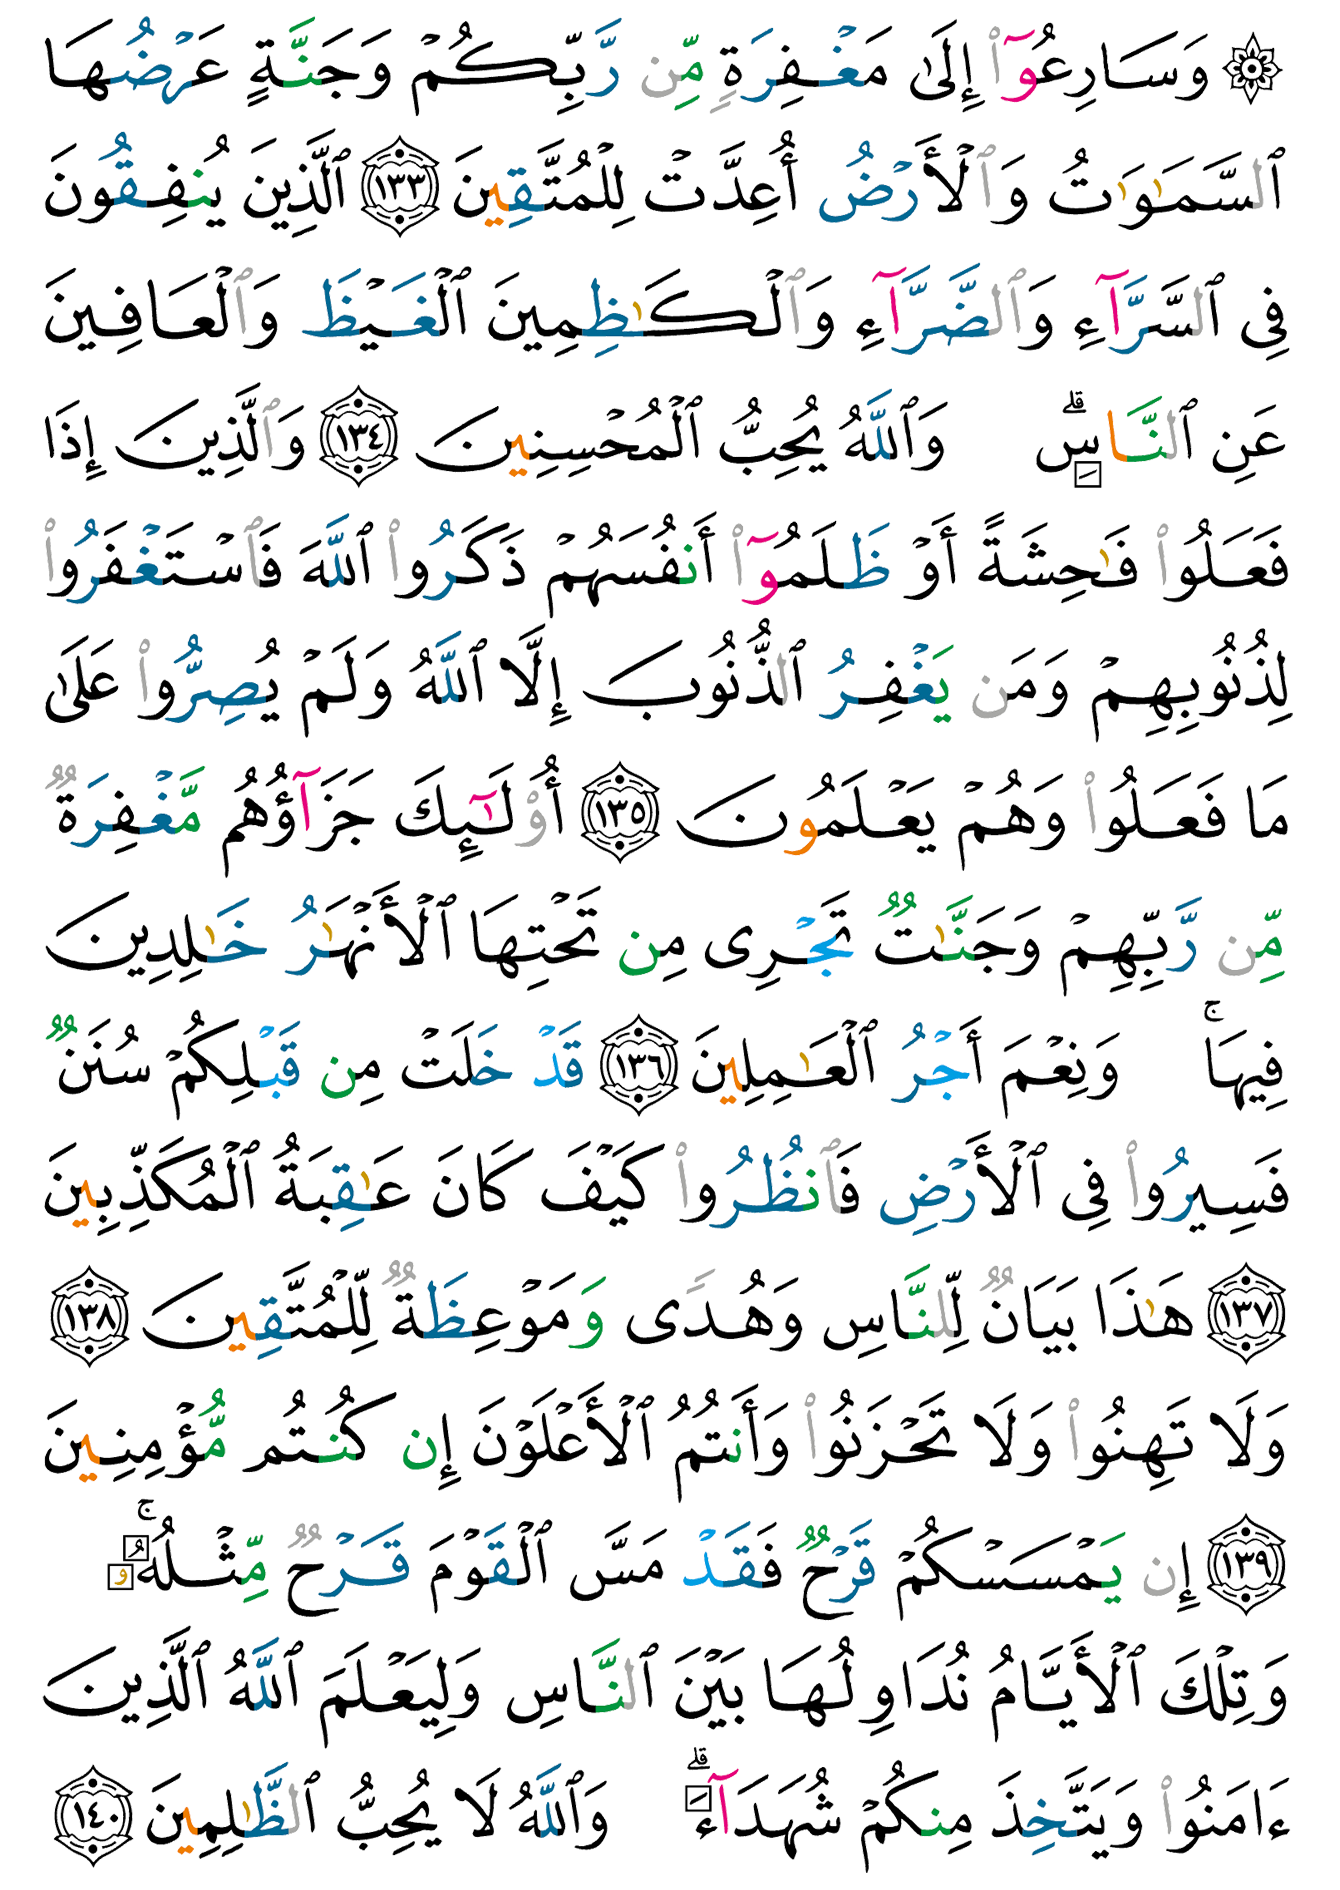 ۞ وَسَارِعُوٓا۟ إِلَىٰ مَغْفِرَةٍ مِّن رَّبِّكُمْ وَجَنَّةٍ عَرْضُهَا
ٱلسَّمَـٰوَٰتُ وَٱلْأَرْضُ أُعِدَّتْ لِلْمُتَّقِينَ ١٣٣ ٱلَّذِينَ يُنفِقُونَ
فِى ٱلسَّرَّآءِ وَٱلضَّرَّآءِ وَٱلْكَـٰظِمِينَ ٱلْغَيْظَ وَٱلْعَافِينَ
عَنِ ٱلنَّاسِ ۗ وَٱللَّهُ يُحِبُّ ٱلْمُحْسِنِينَ ١٣٤ وَٱلَّذِينَ إِذَا
فَعَلُوا۟ فَـٰحِشَةً أَوْ ظَلَمُوٓا۟ أَنفُسَهُمْ ذَكَرُوا۟ ٱللَّهَ فَٱسْتَغْفَرُوا۟
لِذُنُوبِهِمْ وَمَن يَغْفِرُ ٱلذُّنُوبَ إِلَّا ٱللَّهُ وَلَمْ يُصِرُّوا۟ عَلَىٰ
مَا فَعَلُوا۟ وَهُمْ يَعْلَمُونَ ١٣٥ أُو۟لَـٰٓئِكَ جَزَآؤُهُم مَّغْفِرَةٌ
مِّن رَّبِّهِمْ وَجَنَّـٰتٌ تَجْرِى مِن تَحْتِهَا ٱلْأَنْهَـٰرُ خَـٰلِدِينَ
فِيهَا ۚ وَنِعْمَ أَجْرُ ٱلْعَـٰمِلِينَ ١٣٦ قَدْ خَلَتْ مِن قَبْلِكُمْ سُنَنٌ
فَسِيرُوا۟ فِى ٱلْأَرْضِ فَٱنظُرُوا۟ كَيْفَ كَانَ عَـٰقِبَةُ ٱلْمُكَذِّبِينَ
١٣٧ هَـٰذَا بَيَانٌ لِّلنَّاسِ وَهُدًى وَمَوْعِظَةٌ لِّلْمُتَّقِينَ ١٣٨
وَلَا تَهِنُوا۟ وَلَا تَحْزَنُوا۟ وَأَنتُمُ ٱلْأَعْلَوْنَ إِن كُنتُم مُّؤْمِنِينَ
١٣٩ إِن يَمْسَسْكُمْ قَرْحٌ فَقَدْ مَسَّ ٱلْقَوْمَ قَرْحٌ مِّثْلُهُۥ ۚ
وَتِلْكَ ٱلْأَيَّامُ نُدَاوِلُهَا بَيْنَ ٱلنَّاسِ وَلِيَعْلَمَ ٱللَّهُ ٱلَّذِينَ
ءَامَنُوا۟ وَيَتَّخِذَ مِنكُمْ شُهَدَآءَ ۗ وَٱللَّهُ لَا يُحِبُّ ٱلظَّـٰلِمِينَ ١٤٠